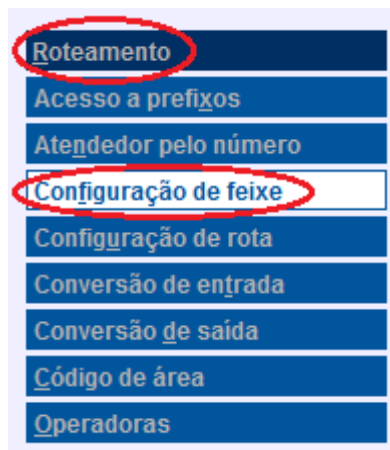 Roteamento
Acesso a prefixos
Atendedor pelo número
Configuração de feixe
Configuração de rota
Conversão de entrada
Conversão de saída
Código de área
Operadoras